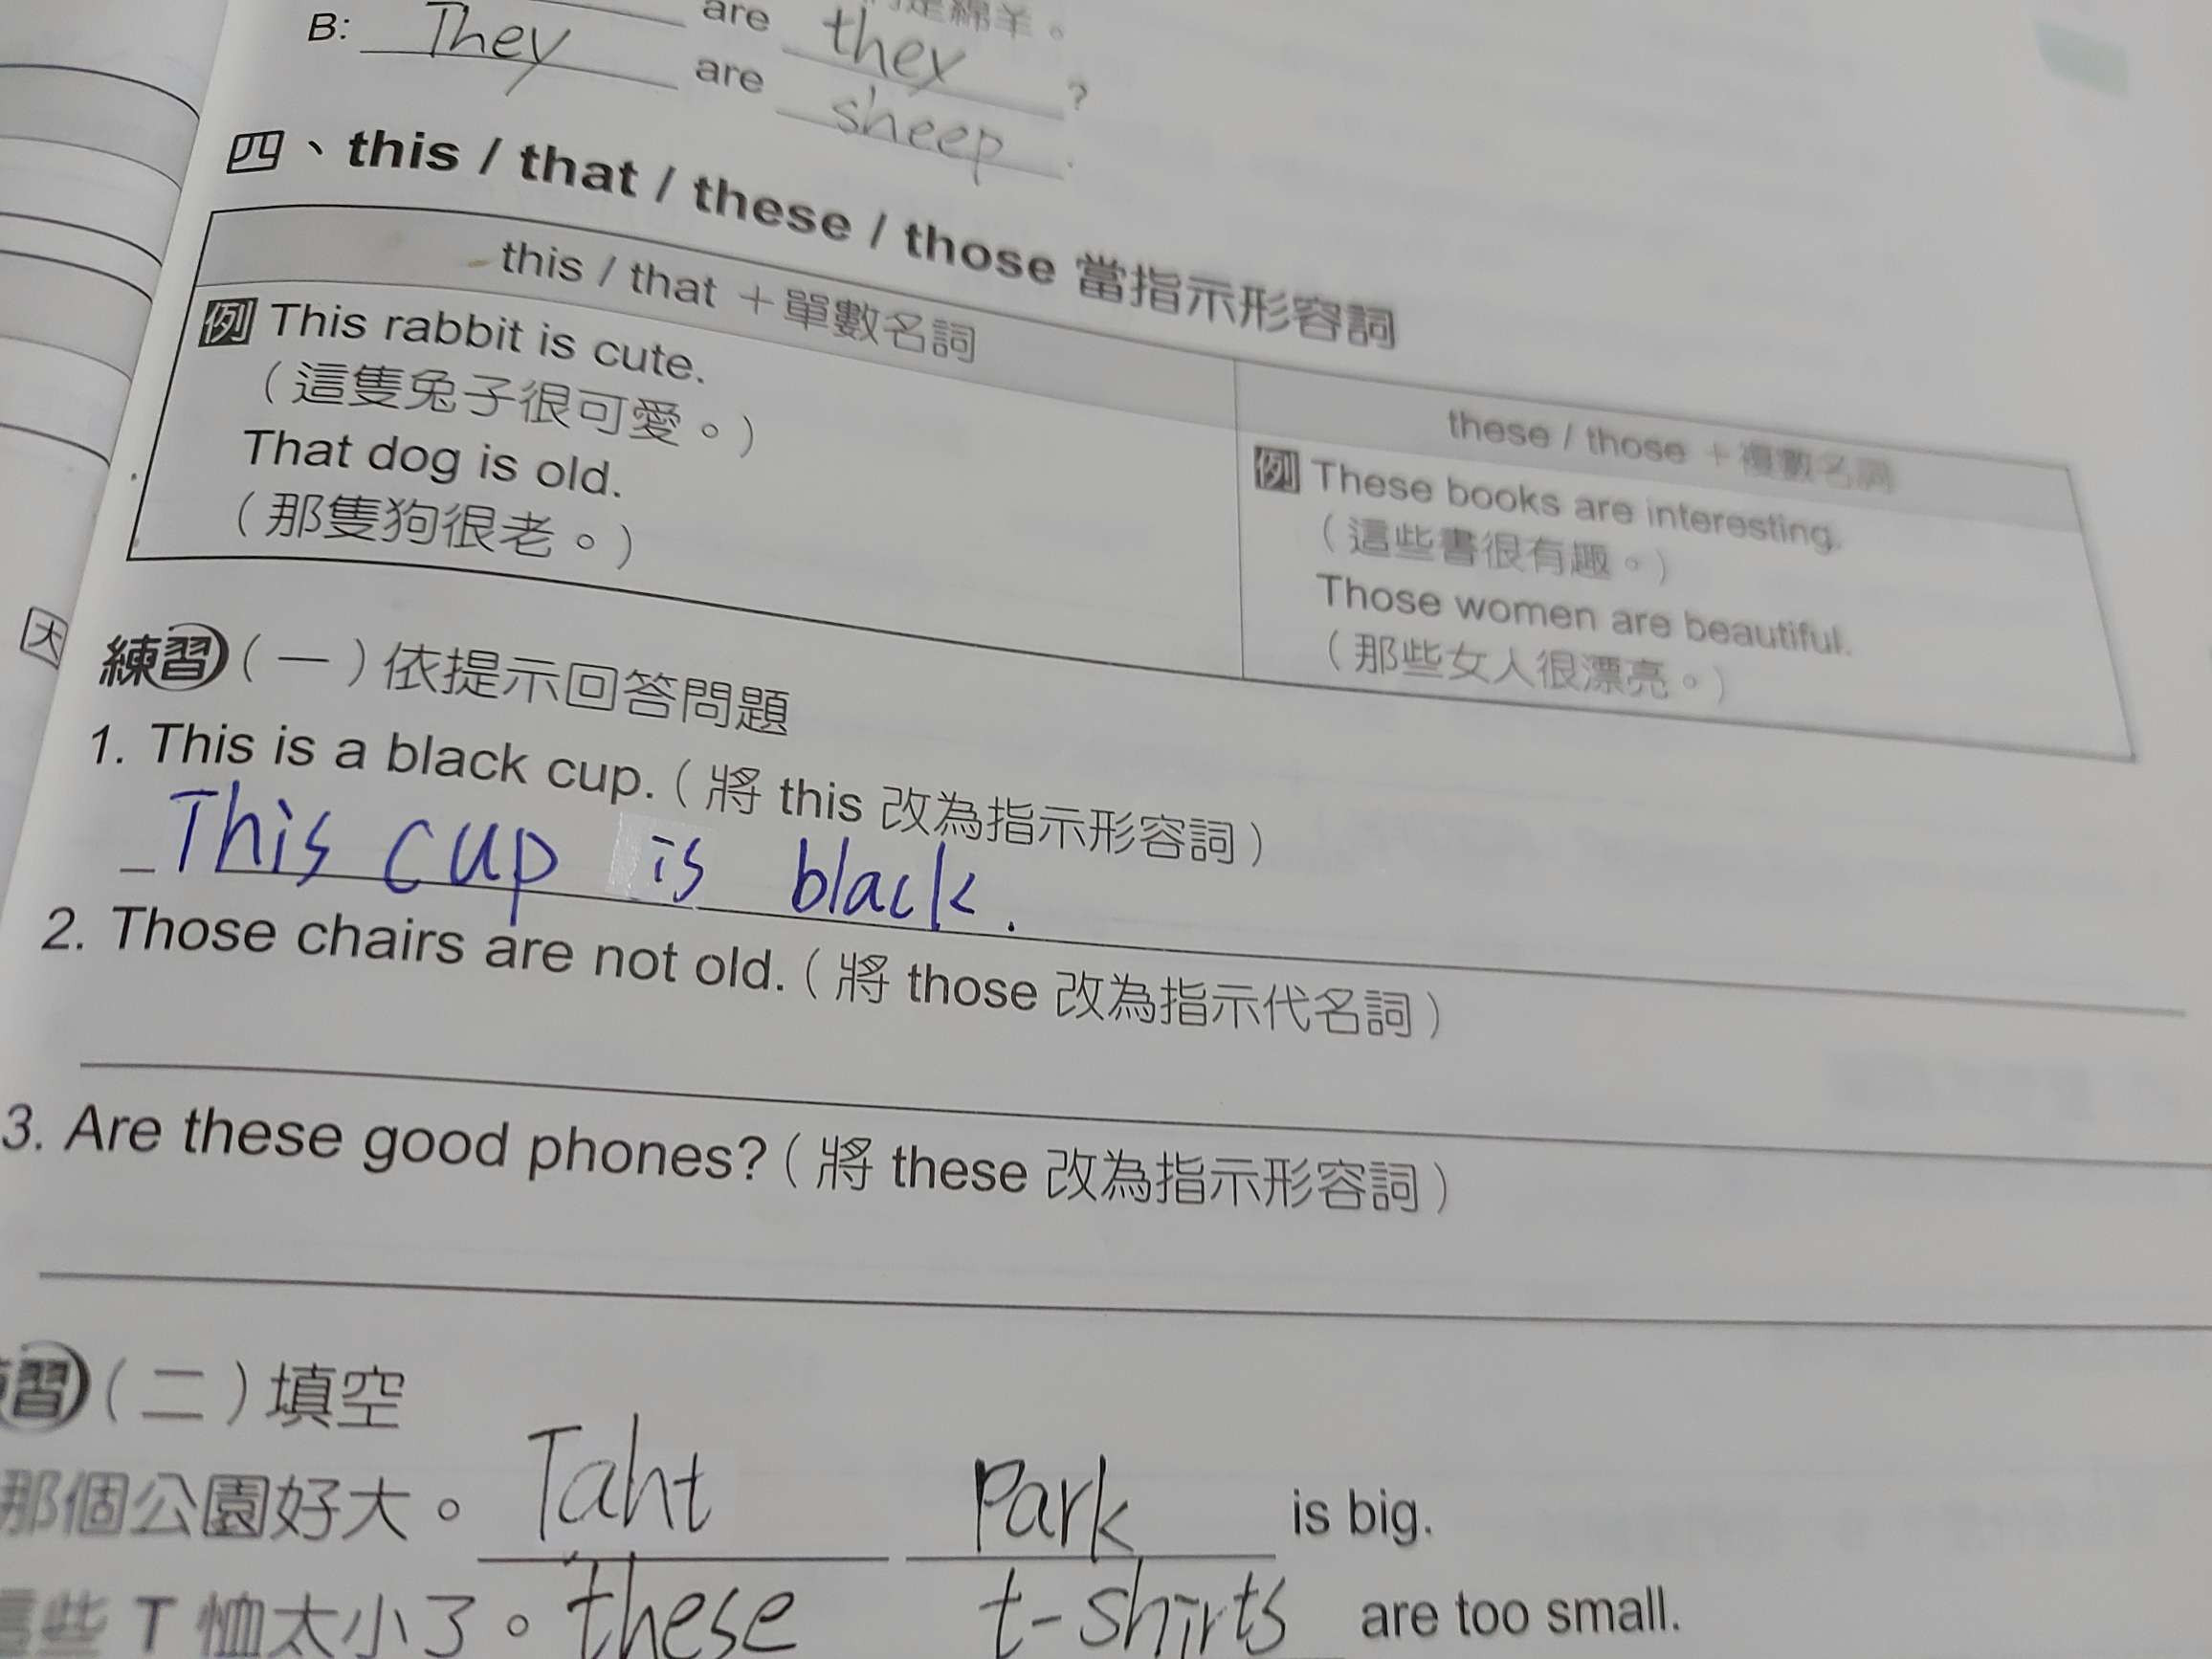 are they ?
B: They are sheep.
四、this / that / these / those 當指示形容詞
this / that ＋單數名詞
例 This rabbit is cute.
（這隻兔子很可愛。）
That dog is old.
（那隻狗很老。）
these / those ＋複數名詞
例 These books are interesting.
（這些書很有趣。）
Those women are beautiful.
（那些女人很漂亮。）
練習（一）依提示回答問題
1. This is a black cup.（將 this 改為指示形容詞）
This cup is black.
2. Those chairs are not old.（將 those 改為指示代名詞）
3. Are these good phones?（將 these 改為指示形容詞）
習（二）填空
那個公園好大。 Taht Park is big.
這些 T 恤太小了。 these t-shirts are too small.